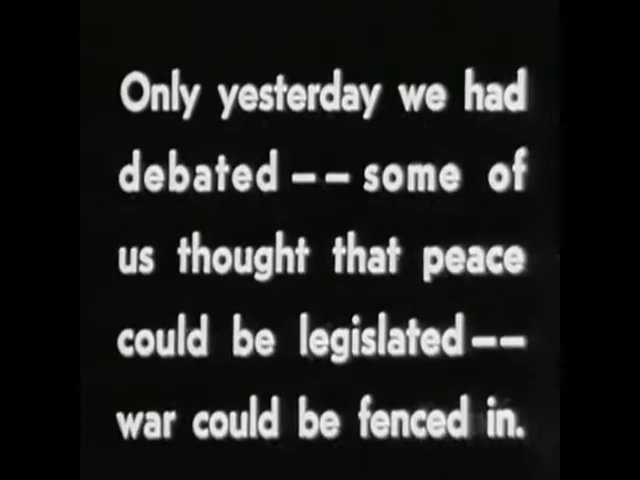 Only yesterday we had
debated -- some of
us thought that peace
could be legislated --
war could be fenced in.